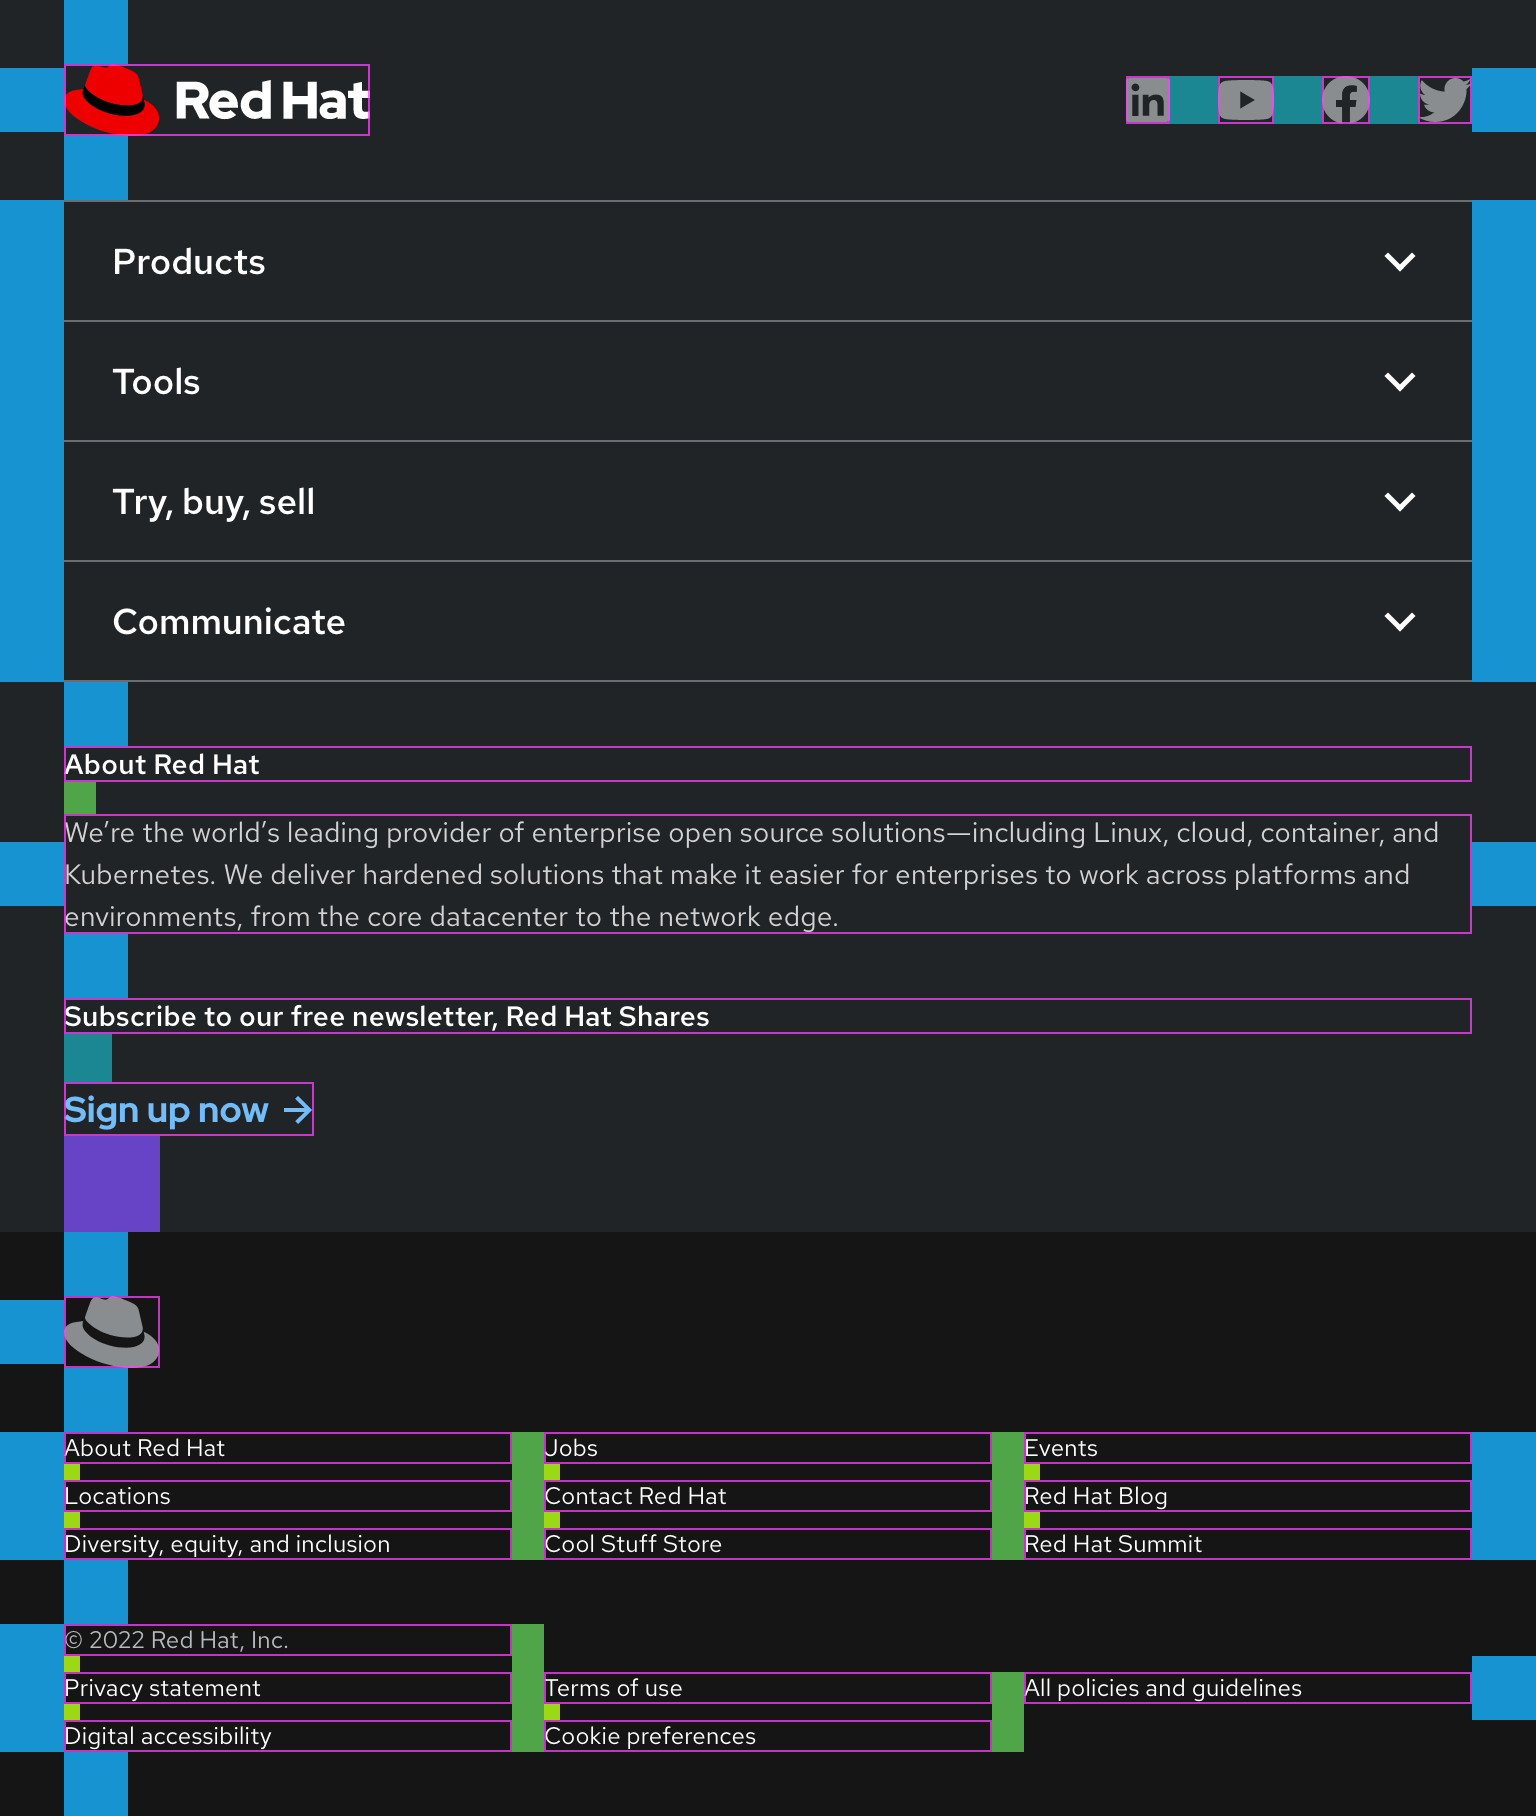 Red Hat
in
Products
Tools
Try, buy, sell
Communicate
About Red Hat
We’re the world’s leading provider of enterprise open source solutions—including Linux, cloud, container, and
Kubernetes. We deliver hardened solutions that make it easier for enterprises to work across platforms and
environments, from the core datacenter to the network edge.
Subscribe to our free newsletter, Red Hat Shares
Sign up now →
About Red Hat
Jobs
Events
Locations
Contact Red Hat
Red Hat Blog
Diversity, equity, and inclusion
Cool Stuff Store
Red Hat Summit
© 2022 Red Hat, Inc.
Privacy statement
Terms of use
All policies and guidelines
Digital accessibility
Cookie preferences